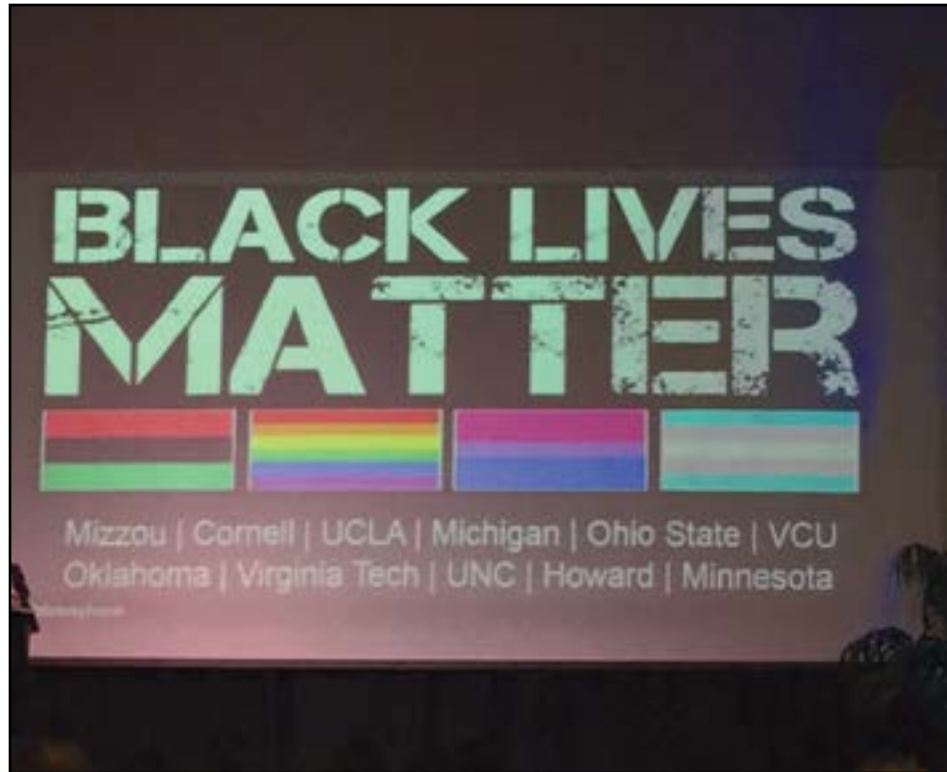 BLACK LIVES
MATTER
Mizzou | Cornell | UCLA | Michigan | Ohio State | VCU
Oklahoma | Virginia Tech | UNC | Howard | Minnesota